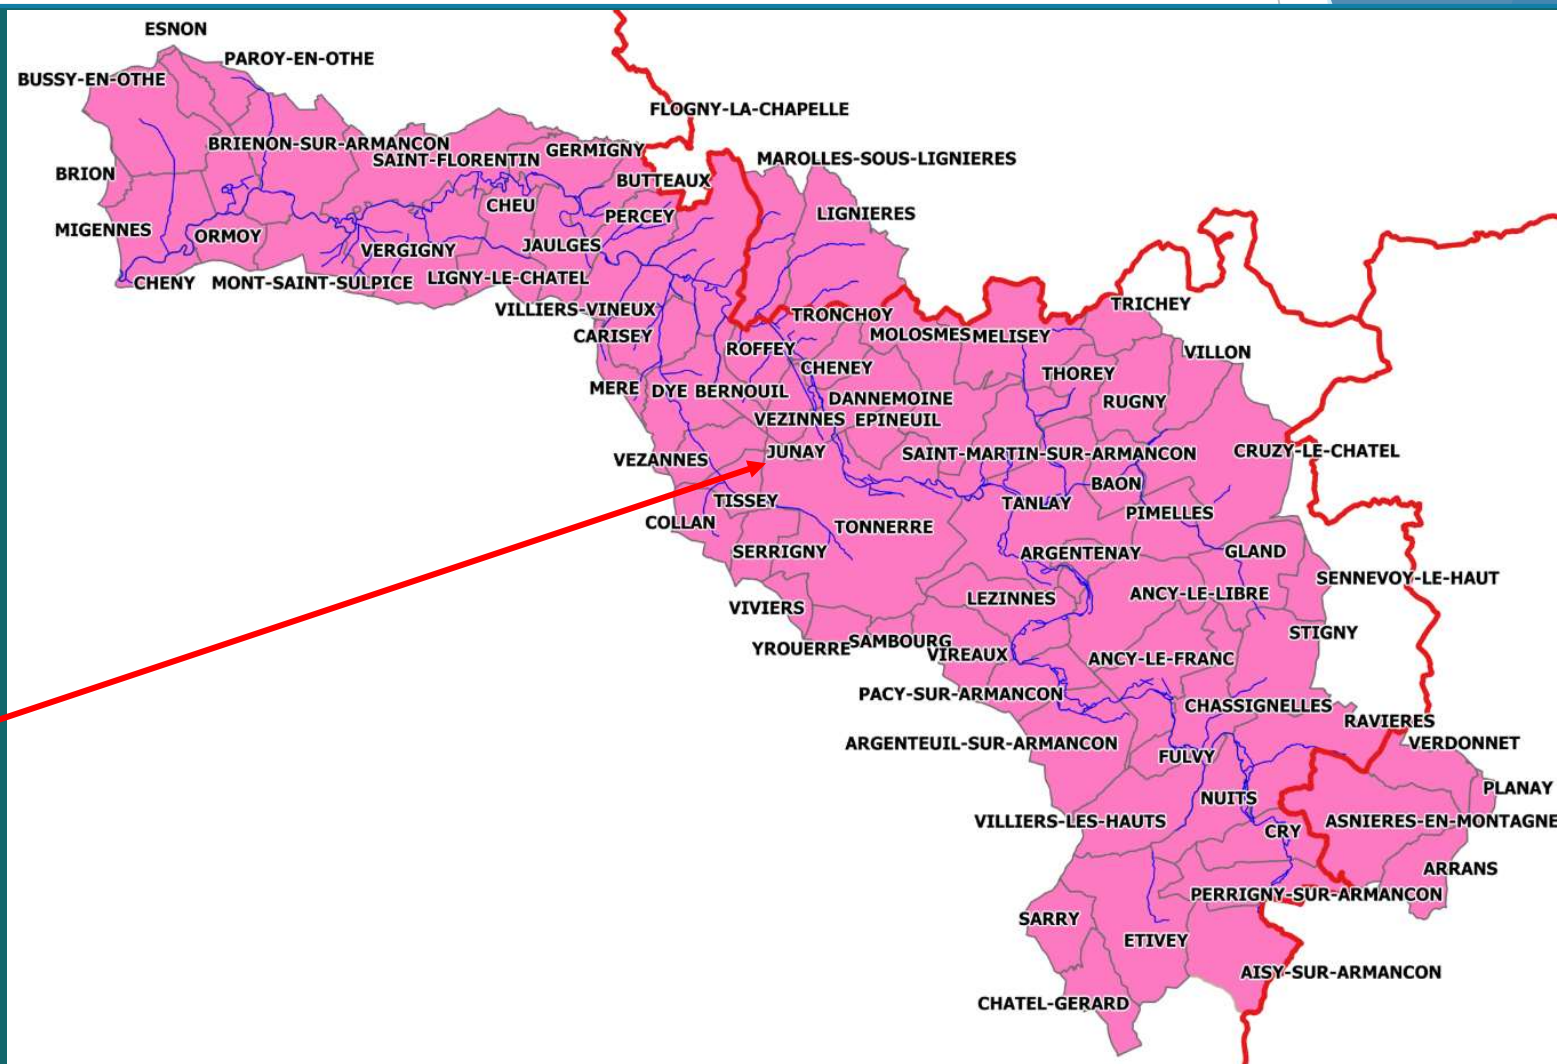 ESNON
PAROY-EN-OTHE
BUSSY-EN-OTHE
FLOGNY-LA-CHAPELLE
BRIENON-SUR-ARMANCON
SAINT-FLORENTIN
GERMIGNY
MAROLLES-SOUS-LIGNIERES
BRION
BUTTEAUX
CHEU
PERCEY
LIGNIERES
MIGENNES
ORMOY
VERGIGNY
JAULGES
CHENY
MONT-SAINT-SULPICE
LIGNY-LE-CHATEL
VILLIERS-VINEUX
TRONCHOY
TRICHEY
CARISEY
ROFFEY
MOLOSMES
MELISEY
VILLON
CHENEY
THOREY
MERE
DYE
BERNOUIL
DANNEMOINE
RUGNY
VEZINNES
EPINEUIL
VEZANNES
JUNAY
SAINT-MARTIN-SUR-ARMANCON
CRUZY-LE-CHATEL
BAON
TISSEY
TANLAY
PIMELLES
COLLAN
TONNERRE
SERRIGNY
ARGENTENAY
GLAND
SENNEVOY-LE-HAUT
VIVIERS
LEZINNES
ANCY-LE-LIBRE
STIGNY
YROUERRE
SAMBOURG
VIREAUX
ANCY-LE-FRANC
PACY-SUR-ARMANCON
CHASSIGNELLES
RAVIERES
ARGENTEUIL-SUR-ARMANCON
VERDONNET
FULVY
PLANAY
NUITS
VILLIERS-LES-HAUTS
CRY
ASNIERES-EN-MONTAGNE
ARRANS
PERRIGNY-SUR-ARMANCON
SARRY
ETIVEY
AISY-SUR-ARMANCON
CHATEL-GERARD